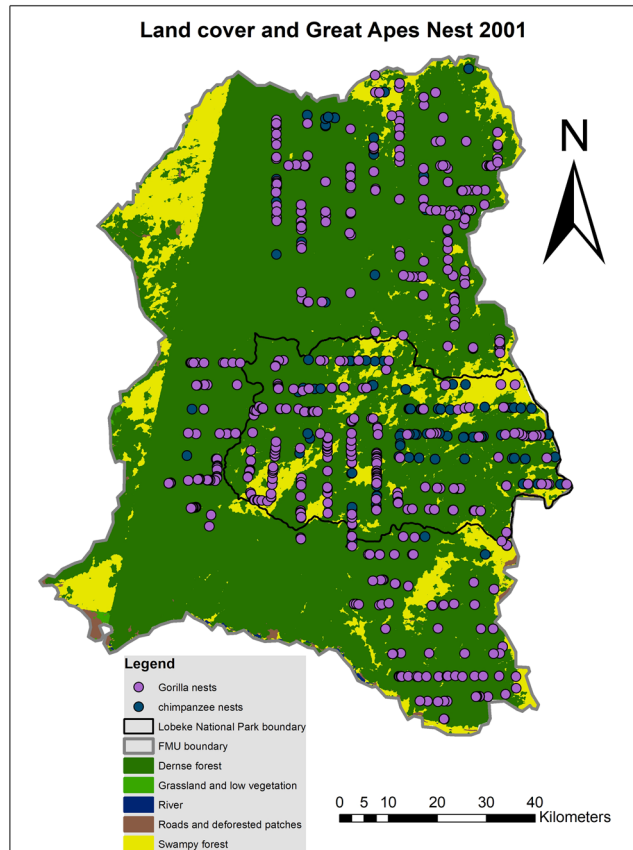 Land cover and Great Apes Nest 2001
N
Legend
Gorilla nests
chimpanzee nests
Lobeke National Park boundary
FMU boundary
Dernse forest
Grassland and low vegetation
River
Roads and deforested patches
Swampy forest
0 5 10 20 30 40
Kilometers